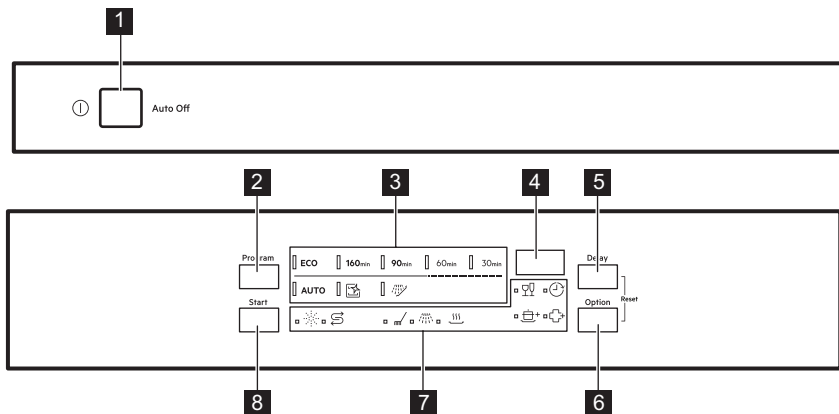 1
Auto Off
2
3
4
5
Program
ECO 160min 90min 60min 30min
Delay
AUTO
Reset
Start
Option
8
7
6